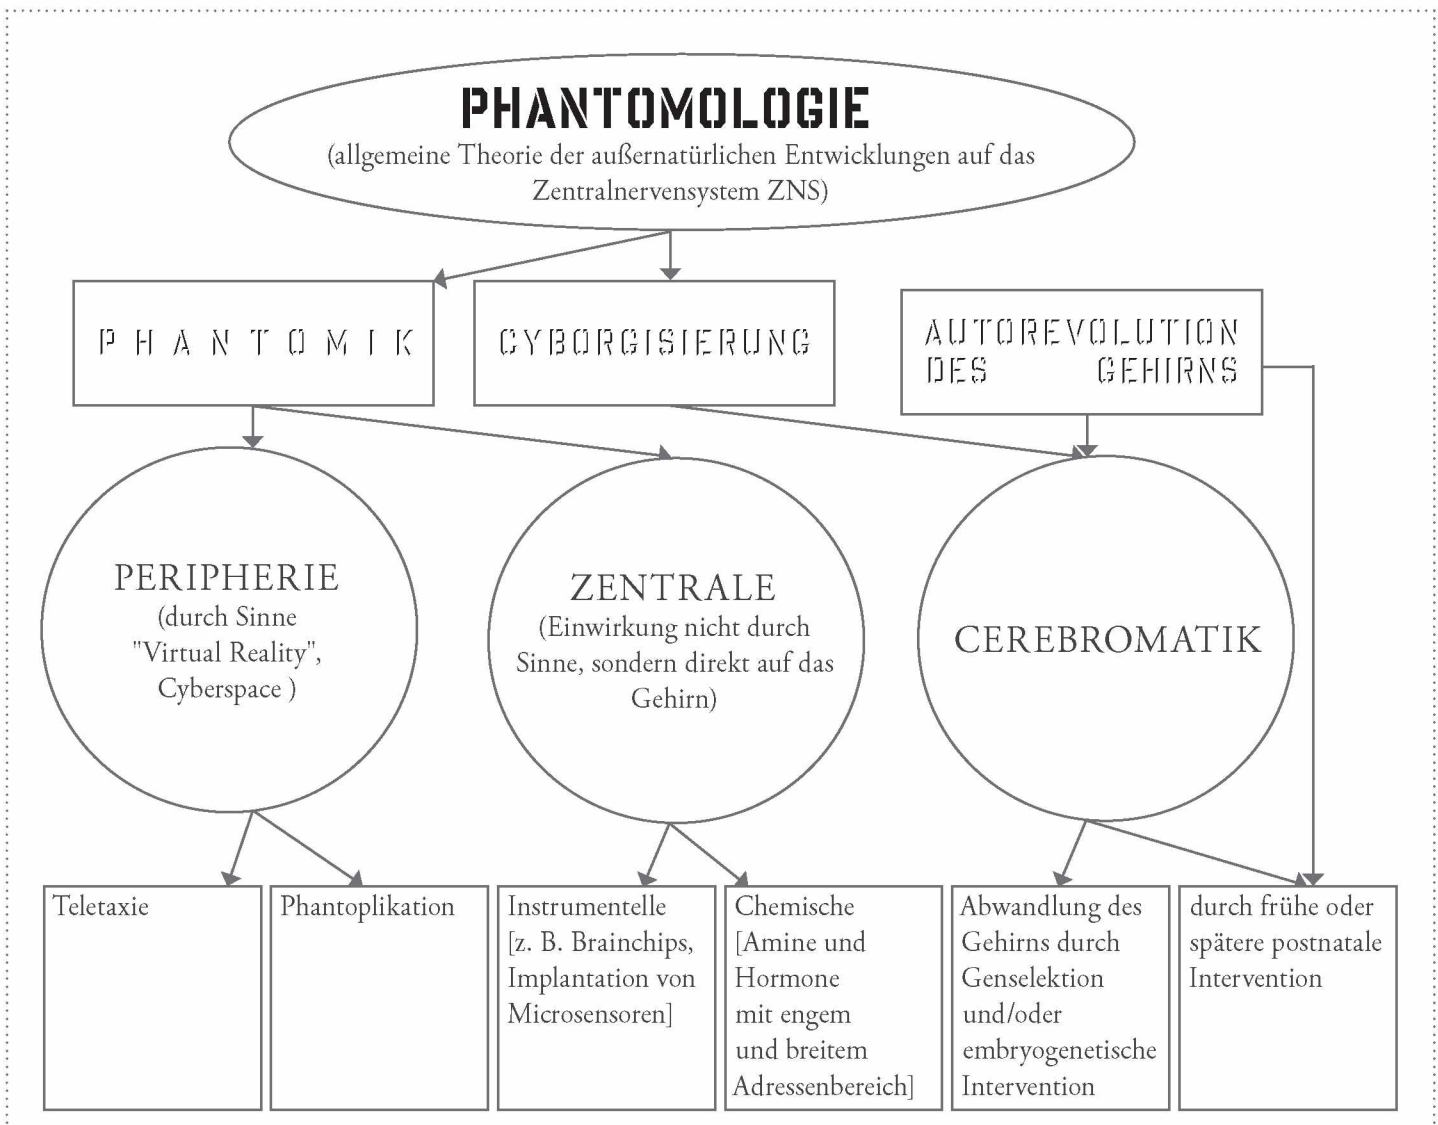 PHANTOMOLOGIE
(allgemeine Theorie der außernatürlichen Entwicklungen auf das
Zentralnervensystem ZNS)
PHANTOMIK
CYBORGISIERUNG
AUTOREVOLUTION
DES GEHIRNS
PERIPHERIE
(durch Sinne
"Virtual Reality",
Cyberspace )
ZENTRALE
(Einwirkung nicht durch
Sinne, sondern direkt auf das
Gehirn)
CEREBROMATIK
Teletaxie
Phantoplikation
Instrumentelle
[z. B. Brainchips,
Implantation von
Microsensoren]
Chemische
[Amine und
Hormone
mit engem
und breitem
Adressenbereich]
Abwandlung des
Gehirns durch
Genselektion
und/oder
embryogenetische
Intervention
durch frühe oder
spätere postnatale
Intervention